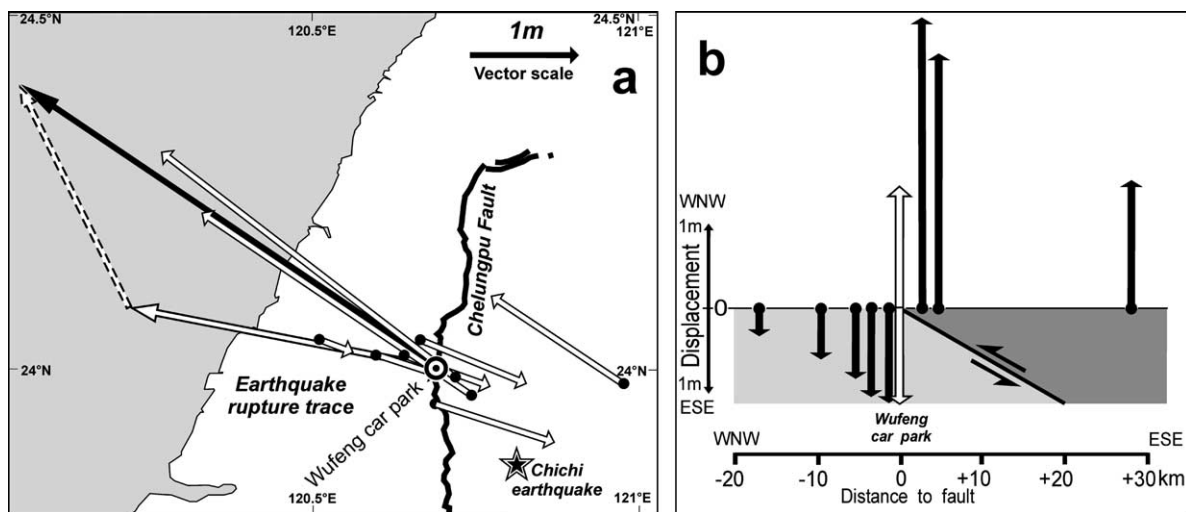 24.5°N
120.5°E
24.5°N
121°E
1m
Vector scale
a
Chelungpu Fault
24°N
24°N
Earthquake
rupture trace
Wufeng car park
Chichi
earthquake
120.5°E
121°E
b
WNW
1m
Displacement
0
1m
ESE
Wufeng
car park
WNW
ESE
-20
-10
0
+10
+20
+30km
Distance to fault